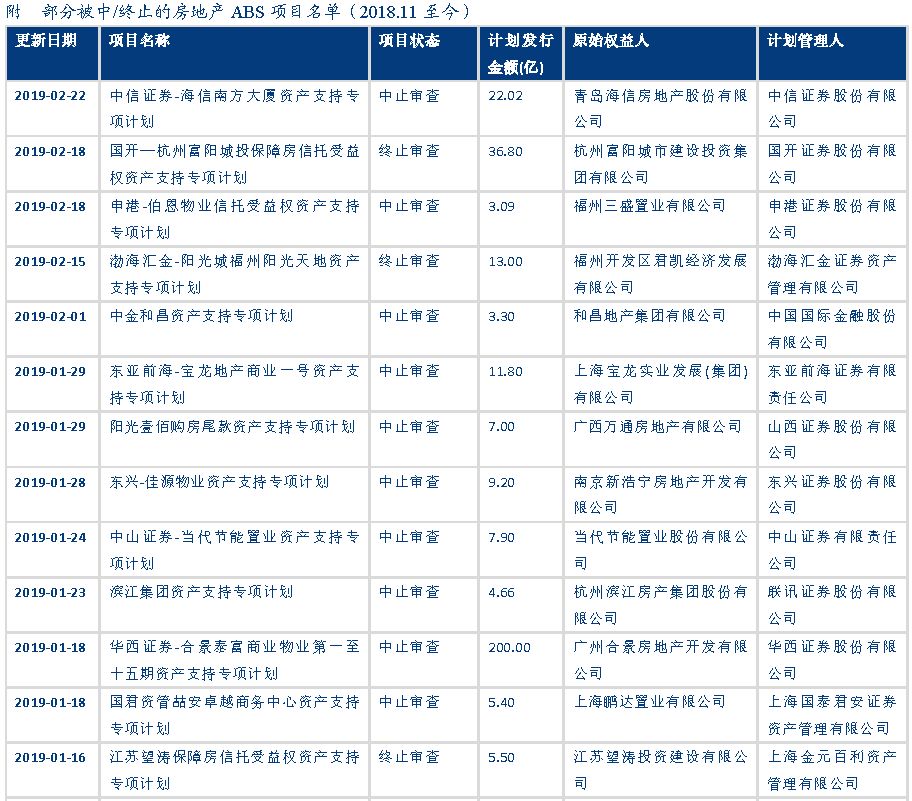 附 部分被中/终止的房地产 ABS 项目名单（2018.11 至今）
更新日期 项目名称 项目状态 计划发行 原始权益人 计划管理人
金额(亿)
2019-02-22 中信证券-海信南方大厦资产支持专 中止审查 22.02 青岛海信房地产股份有限 中信证券股份有限
项计划 公司 公司
2019-02-18 国开—杭州富阳城投保障房信托受益 终止审查 36.80 杭州富阳城市建设投资集 国开证券股份有限
权资产支持专项计划 团有限公司 公司
2019-02-18 申港-伯恩物业信托受益权资产支持 中止审查 3.09 福州三盛置业有限公司 申港证券股份有限
专项计划 公司
2019-02-15 渤海汇金-阳光城福州阳光天地资产 终止审查 13.00 福州开发区君凯经济发展 渤海汇金证券资产
支持专项计划 有限公司 管理有限公司
2019-02-01 中金和昌资产支持专项计划 中止审查 3.30 和昌地产集团有限公司 中国国际金融股份
有限公司
2019-01-29 东亚前海-宝龙地产商业一号资产支 中止审查 11.80 上海宝龙实业发展(集团) 东亚前海证券有限
持专项计划 有限公司 责任公司
2019-01-29 阳光壹佰购房尾款资产支持专项计划 中止审查 7.00 广西万通房地产有限公司 山西证券股份有限
公司
2019-01-28 东兴-佳源物业资产支持专项计划 中止审查 9.20 南京新浩宁房地产开发有 东兴证券股份有限
限公司 公司
2019-01-24 中山证券-当代节能置业资产支持专 中止审查 7.90 当代节能置业股份有限公 中山证券有限责任
项计划 司 公司
2019-01-23 滨江集团资产支持专项计划 中止审查 4.66 杭州滨江房产集团股份有 联讯证券股份有限
限公司 公司
2019-01-18 华西证券-合景泰富商业物业第一至 中止审查 200.00 广州合景房地产开发有限 华西证券股份有限
十五期资产支持专项计划 公司 公司
2019-01-18 国君资管喆安卓越商务中心资产支持 中止审查 5.40 上海鹏达置业有限公司 上海国泰君安证券
专项计划 资产管理有限公司
2019-01-16 江苏望涛保障房信托受益权资产支持 终止审查 5.50 江苏望涛投资建设有限公 上海金元百利资产
专项计划 司 管理有限公司